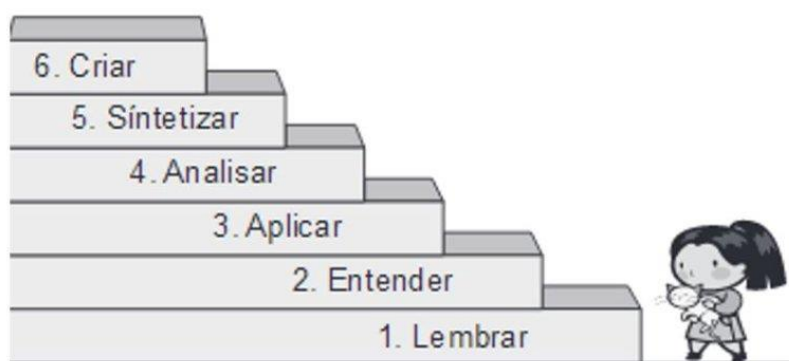 6. Criar
5. Síntetizar
4. Analisar
3. Aplicar
2. Entender
1. Lembrar